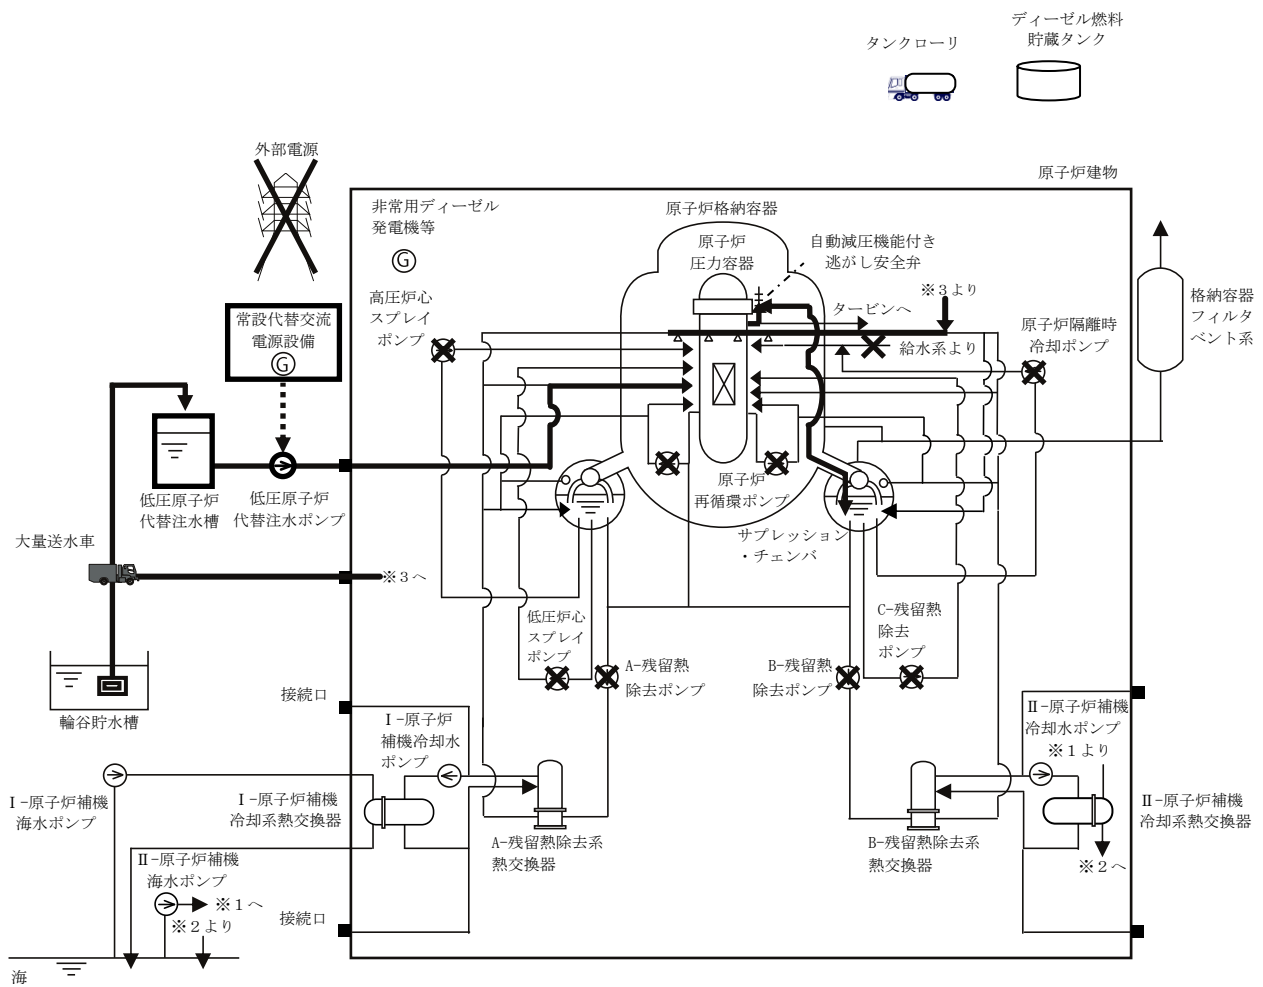 ディーゼル燃料
貯蔵タンク
タンクローリ
外部電源
原子炉建物
非常用ディーゼル
発電機等
G
原子炉格納容器
原子炉
圧力容器
自動減圧機能付き
逃がし安全弁
※3より
タービンへ
給水系より
高圧炉心
スプレイ
ポンプ
原子炉隔離時
冷却ポンプ
格納容器
フィルタ
ベント系
常設代替交流
電源設備
G
低圧原子炉
代替注水槽
低圧原子炉
代替注水ポンプ
原子炉
再循環ポンプ
サプレッション
・チェンバ
大量送水車
※3へ
低圧炉心
スプレイ
ポンプ
A-残留熱
除去ポンプ
B-残留熱
除去ポンプ
C-残留熱
除去
ポンプ
輪谷貯水槽
接続口
Ⅰ-原子炉
補機冷却水
ポンプ
Ⅱ-原子炉補機
冷却水ポンプ
※1より
Ⅰ-原子炉補機
海水ポンプ
Ⅰ-原子炉補機
冷却系熱交換器
A-残留熱除去系
熱交換器
B-残留熱除去系
熱交換器
Ⅱ-原子炉補機
冷却系熱交換器
※2へ
Ⅱ-原子炉補機
海水ポンプ
※1へ
※2より
接続口
海